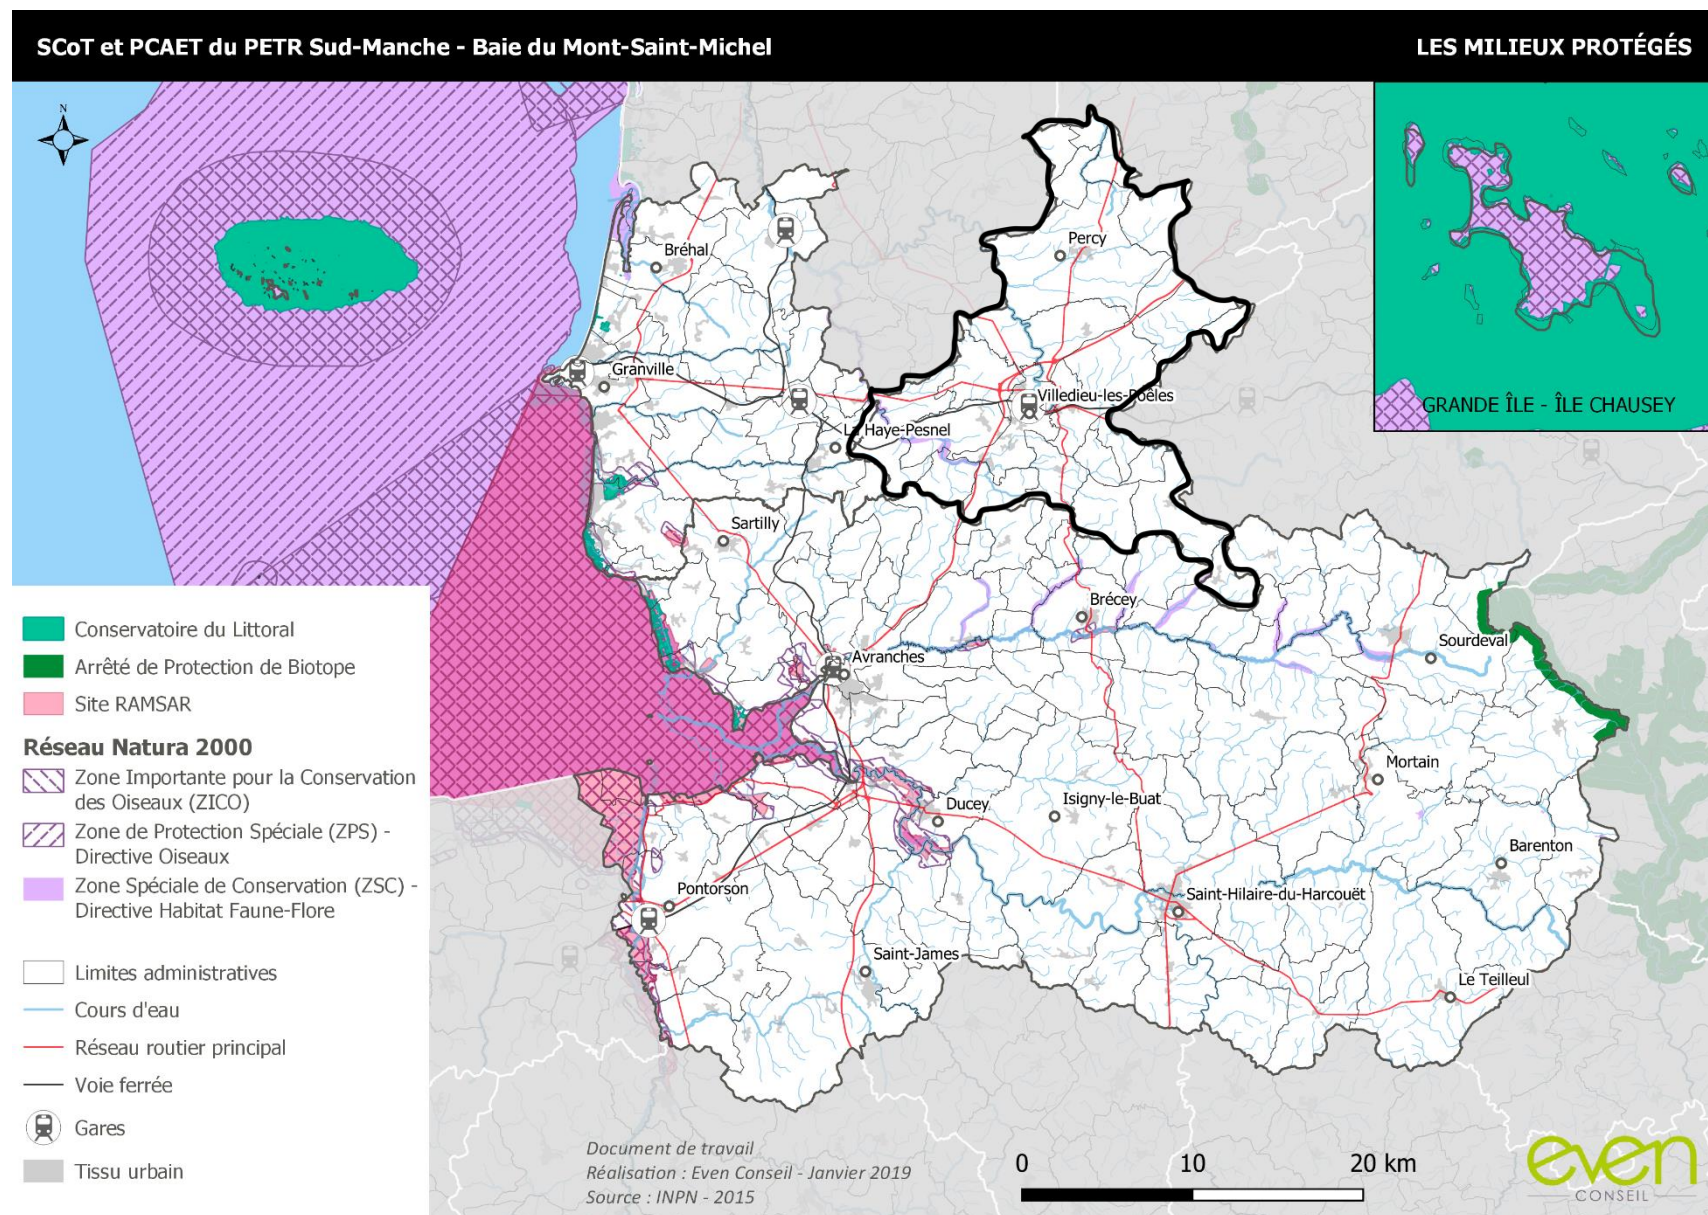 SCoT et PCAET du PETR Sud-Manche - Baie du Mont-Saint-Michel
LES MILIEUX PROTÉGÉS
N
GRANDE ÎLE - ÎLE CHAUSEY
Percy
Bréhal
Granville
Villedieu-les-Poêles
La Haye-Pesnel
Sartilly
Brécey
Sourdeval
Avranches
Mortain
Ducey
Isigny-le-Buat
Barenton
Pontorson
Saint-Hilaire-du-Harcouët
Saint-James
Le Teilleul
Conservatoire du Littoral
Arrêté de Protection de Biotope
Site RAMSAR
Réseau Natura 2000
Zone Importante pour la Conservation
des Oiseaux (ZICO)
Zone de Protection Spéciale (ZPS) -
Directive Oiseaux
Zone Spéciale de Conservation (ZSC) -
Directive Habitat Faune-Flore
Limites administratives
Cours d'eau
Réseau routier principal
Voie ferrée
Gares
Tissu urbain
Document de travail
Réalisation : Even Conseil - Janvier 2019
Source : INPN - 2015
0 10 20 km
even
CONSEIL